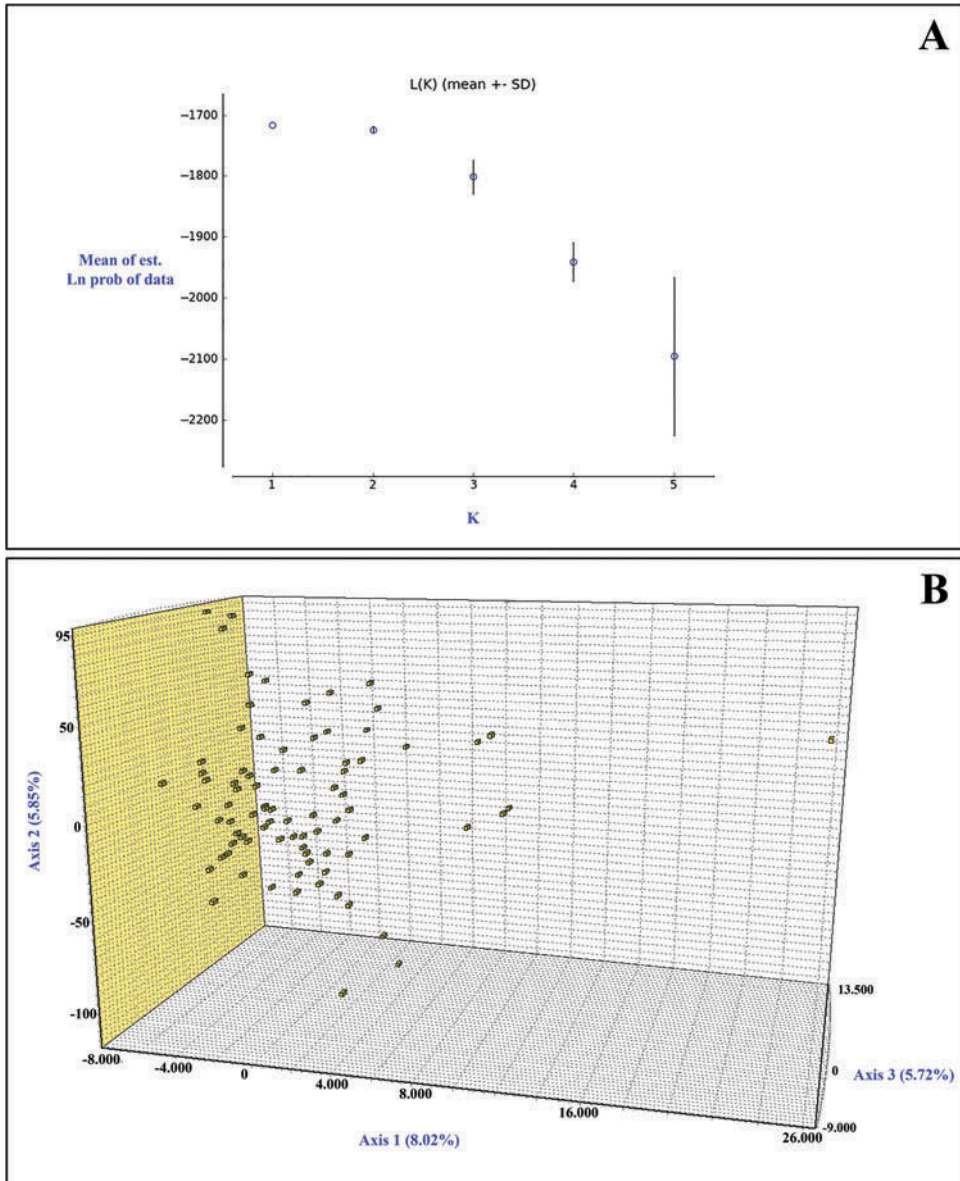 A
L(K) (mean +- SD)
−1700
−1800
−1900
−2000
−2100
−2200
Mean of est.
Ln prob of data
1 2 3 4 5
K
B
95
50
0
-50
-100
Axis 2 (5.85%)
-8.000
-4.000
0
4.000
8.000
16.000
26.000
Axis 1 (8.02%)
13.500
0
-9.000
Axis 3 (5.72%)